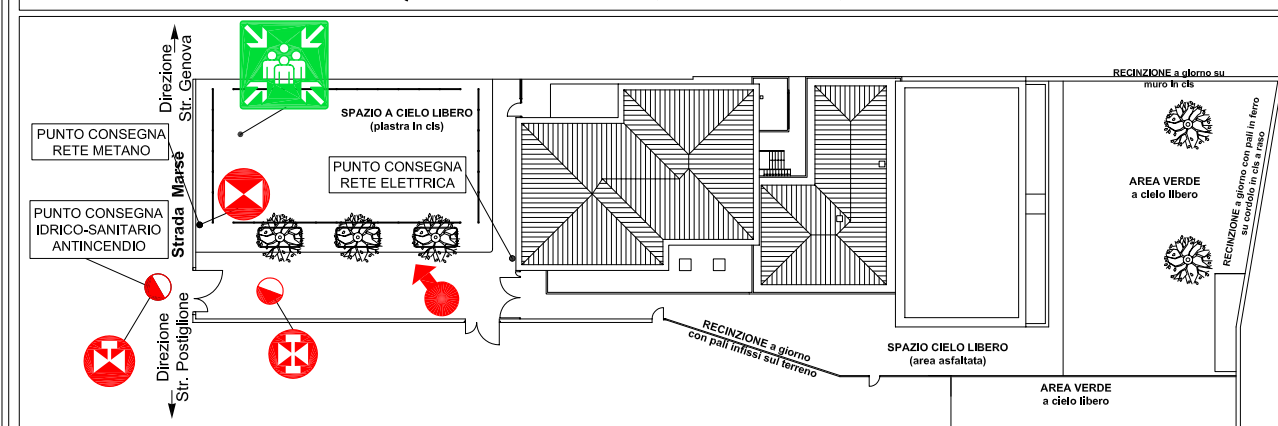 Direzione
Str. Genova
PUNTO CONSEGNA
RETE METANO
SPAZIO A CIELO LIBERO
(piastra in cls)
PUNTO CONSEGNA
RETE ELETTRICA
Strada Marsè
PUNTO CONSEGNA
IDRICO-SANITARIO
ANTINCENDIO
Direzione
Str. Postiglione
RECINZIONE a giorno su
muro in cls
AREA VERDE
a cielo libero
RECINZIONE a giorno con pali in ferro
su cordolo in cls a raso
RECINZIONE a giorno
con pali infissi sul terreno
SPAZIO CIELO LIBERO
(area asfaltata)
AREA VERDE
a cielo libero